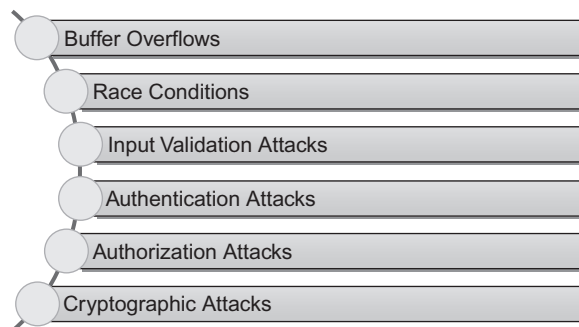 Buffer Overflows
Race Conditions
Input Validation Attacks
Authentication Attacks
Authorization Attacks
Cryptographic Attacks